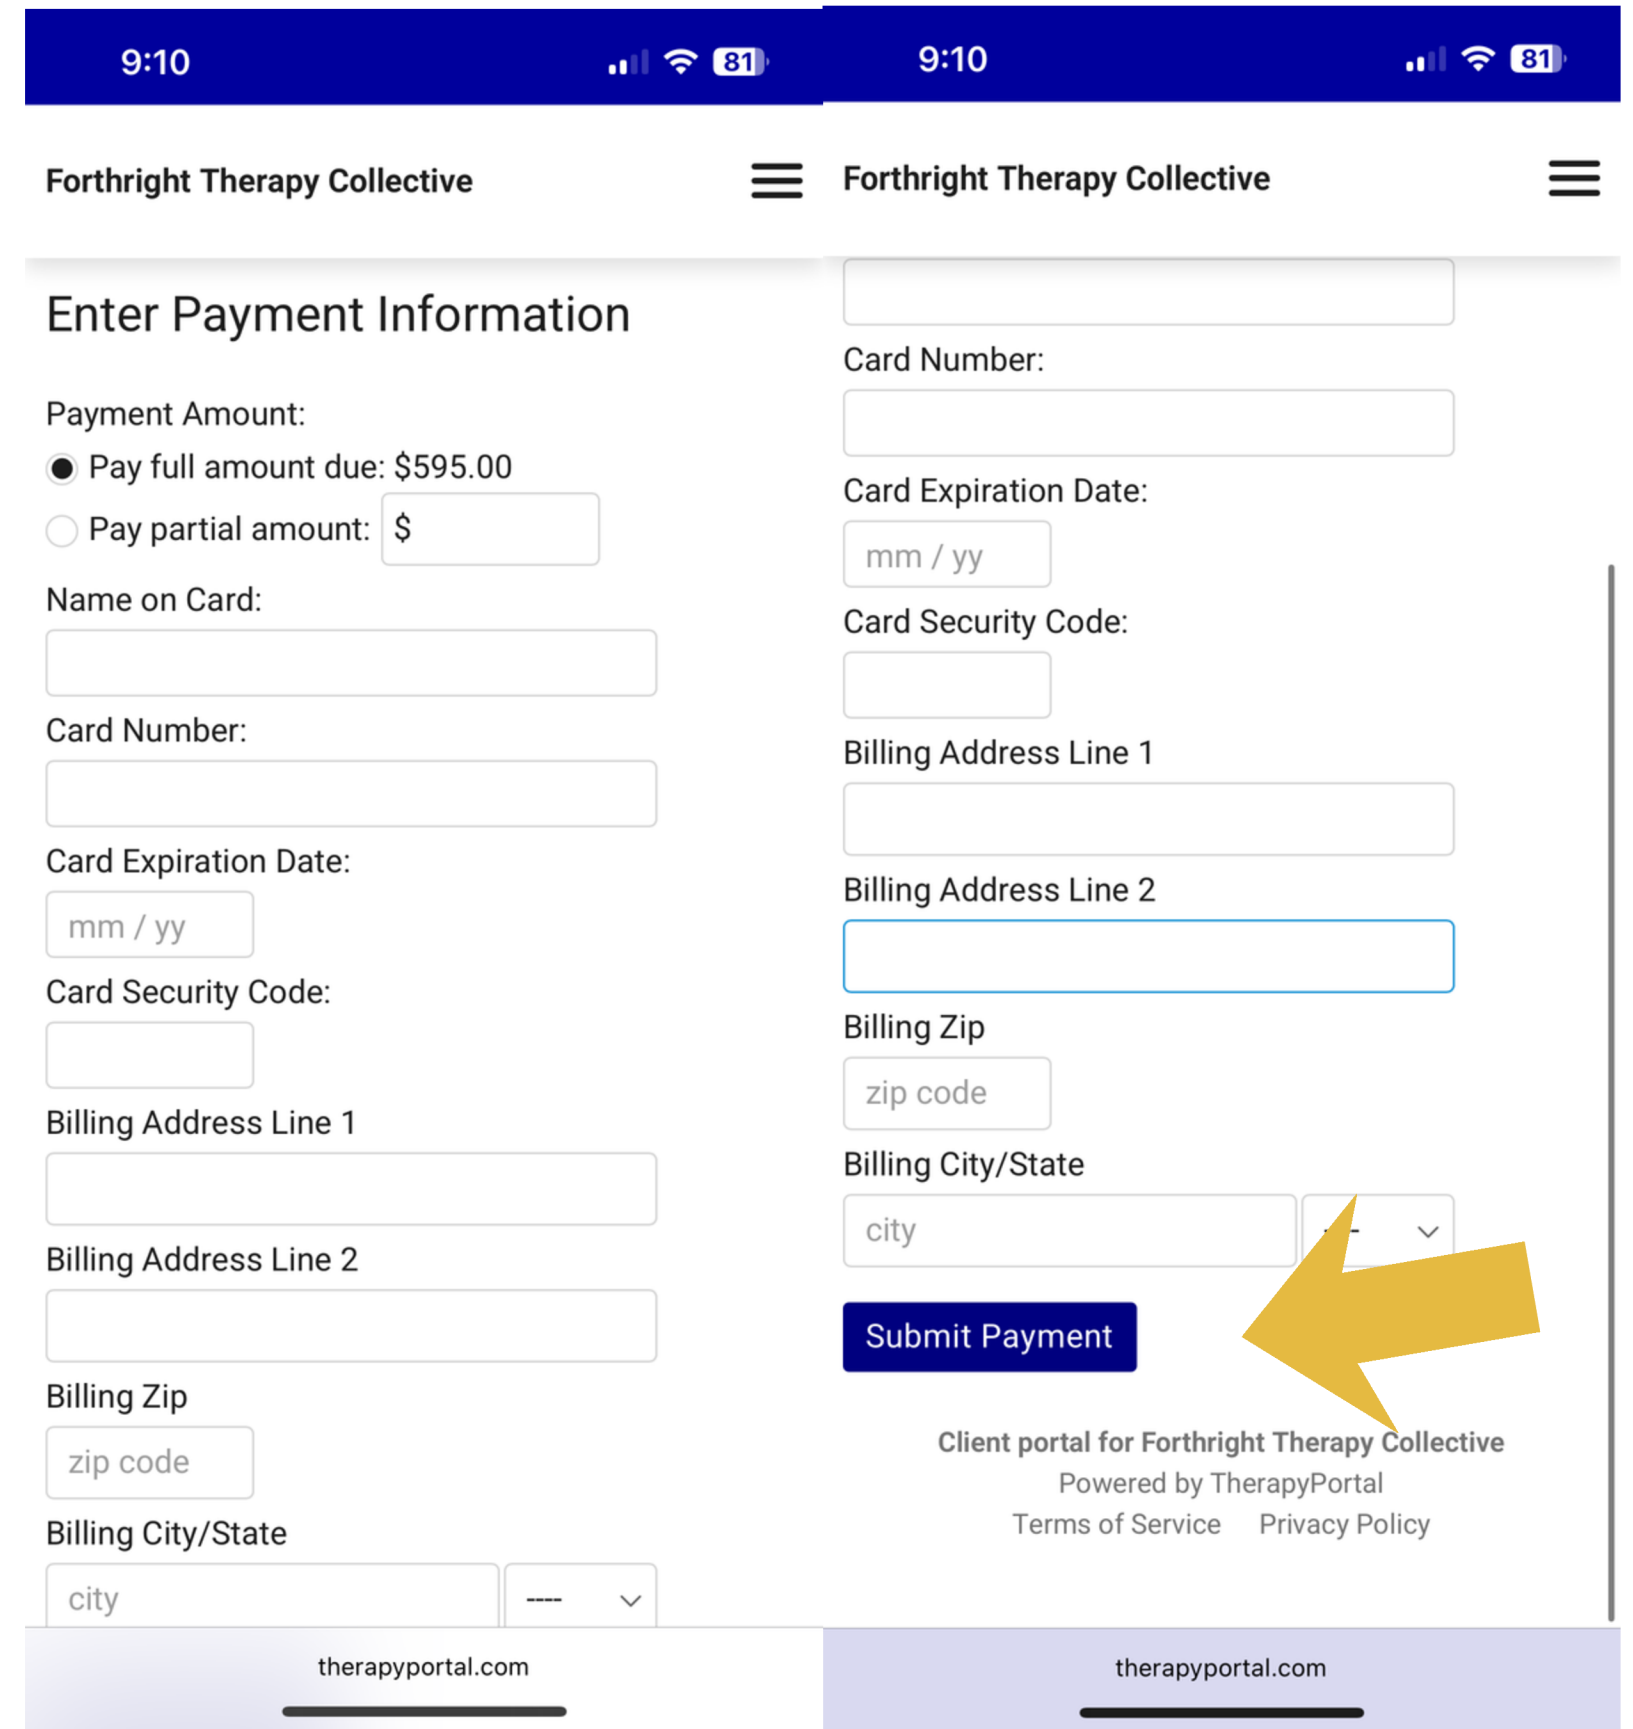 9:10
81
Forthright Therapy Collective
Enter Payment Information
Payment Amount:
Pay full amount due: $595.00
Pay partial amount: $
Name on Card:
Card Number:
Card Expiration Date:
mm / yy
Card Security Code:
Billing Address Line 1
Billing Address Line 2
Billing Zip
zip code
Billing City/State
city ----
therapyportal.com
9:10
81
Forthright Therapy Collective
Card Number:
Card Expiration Date:
mm / yy
Card Security Code:
Billing Address Line 1
Billing Address Line 2
Billing Zip
zip code
Billing City/State
city
Submit Payment
Client portal for Forthright Therapy Collective
Powered by TherapyPortal
Terms of Service Privacy Policy
therapyportal.com